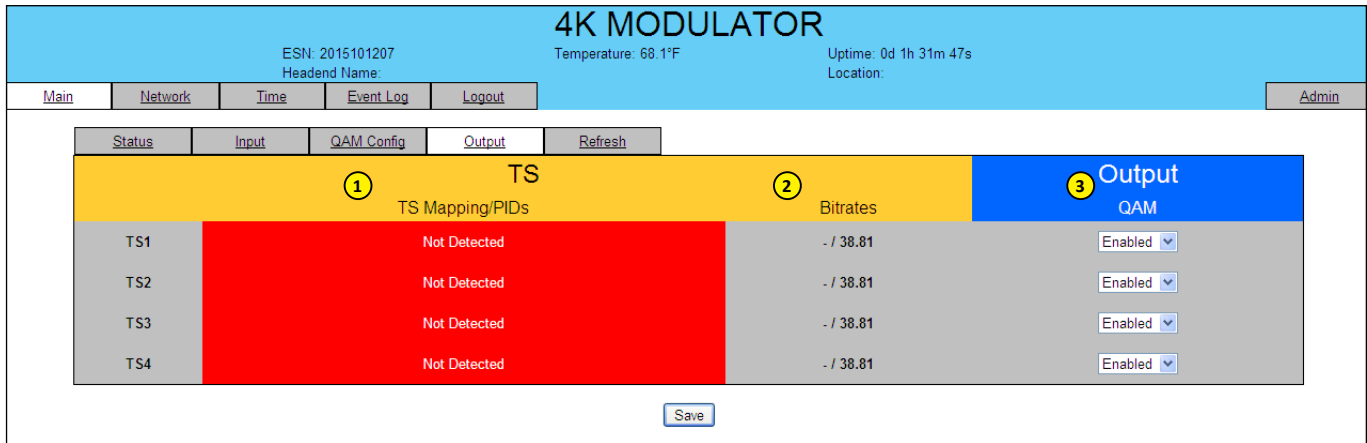 4K MODULATOR
ESN: 2015101207 Temperature: 68.1°F Uptime: 0d 1h 31m 47s
Headend Name: Location:
Main Network Time Event Log Logout Admin
Status Input QAM Config Output Refresh
TS Output
1 2 3
TS Mapping/PIDs Bitrates QAM
TS1 Not Detected - / 38.81 Enabled
TS2 Not Detected - / 38.81 Enabled
TS3 Not Detected - / 38.81 Enabled
TS4 Not Detected - / 38.81 Enabled
Save